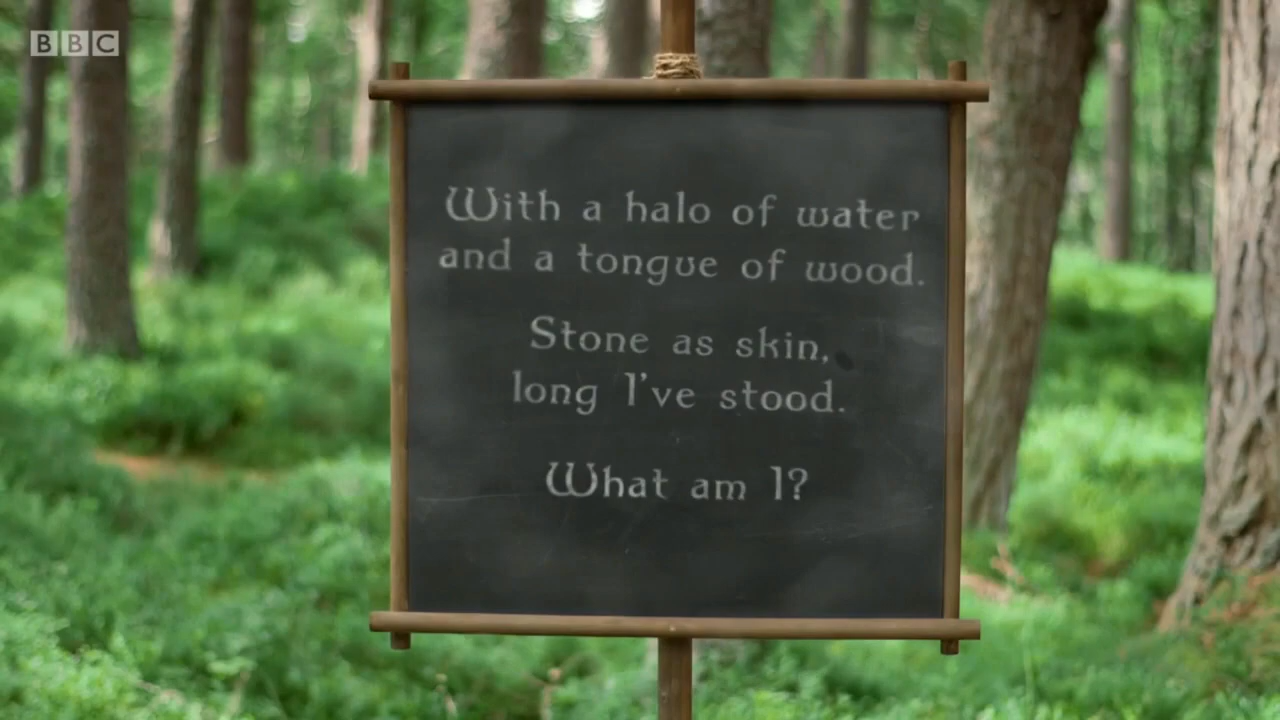 BBC
With a halo of water
and a tongue of wood.
Stone as skin,
long I've stood.
What am I?